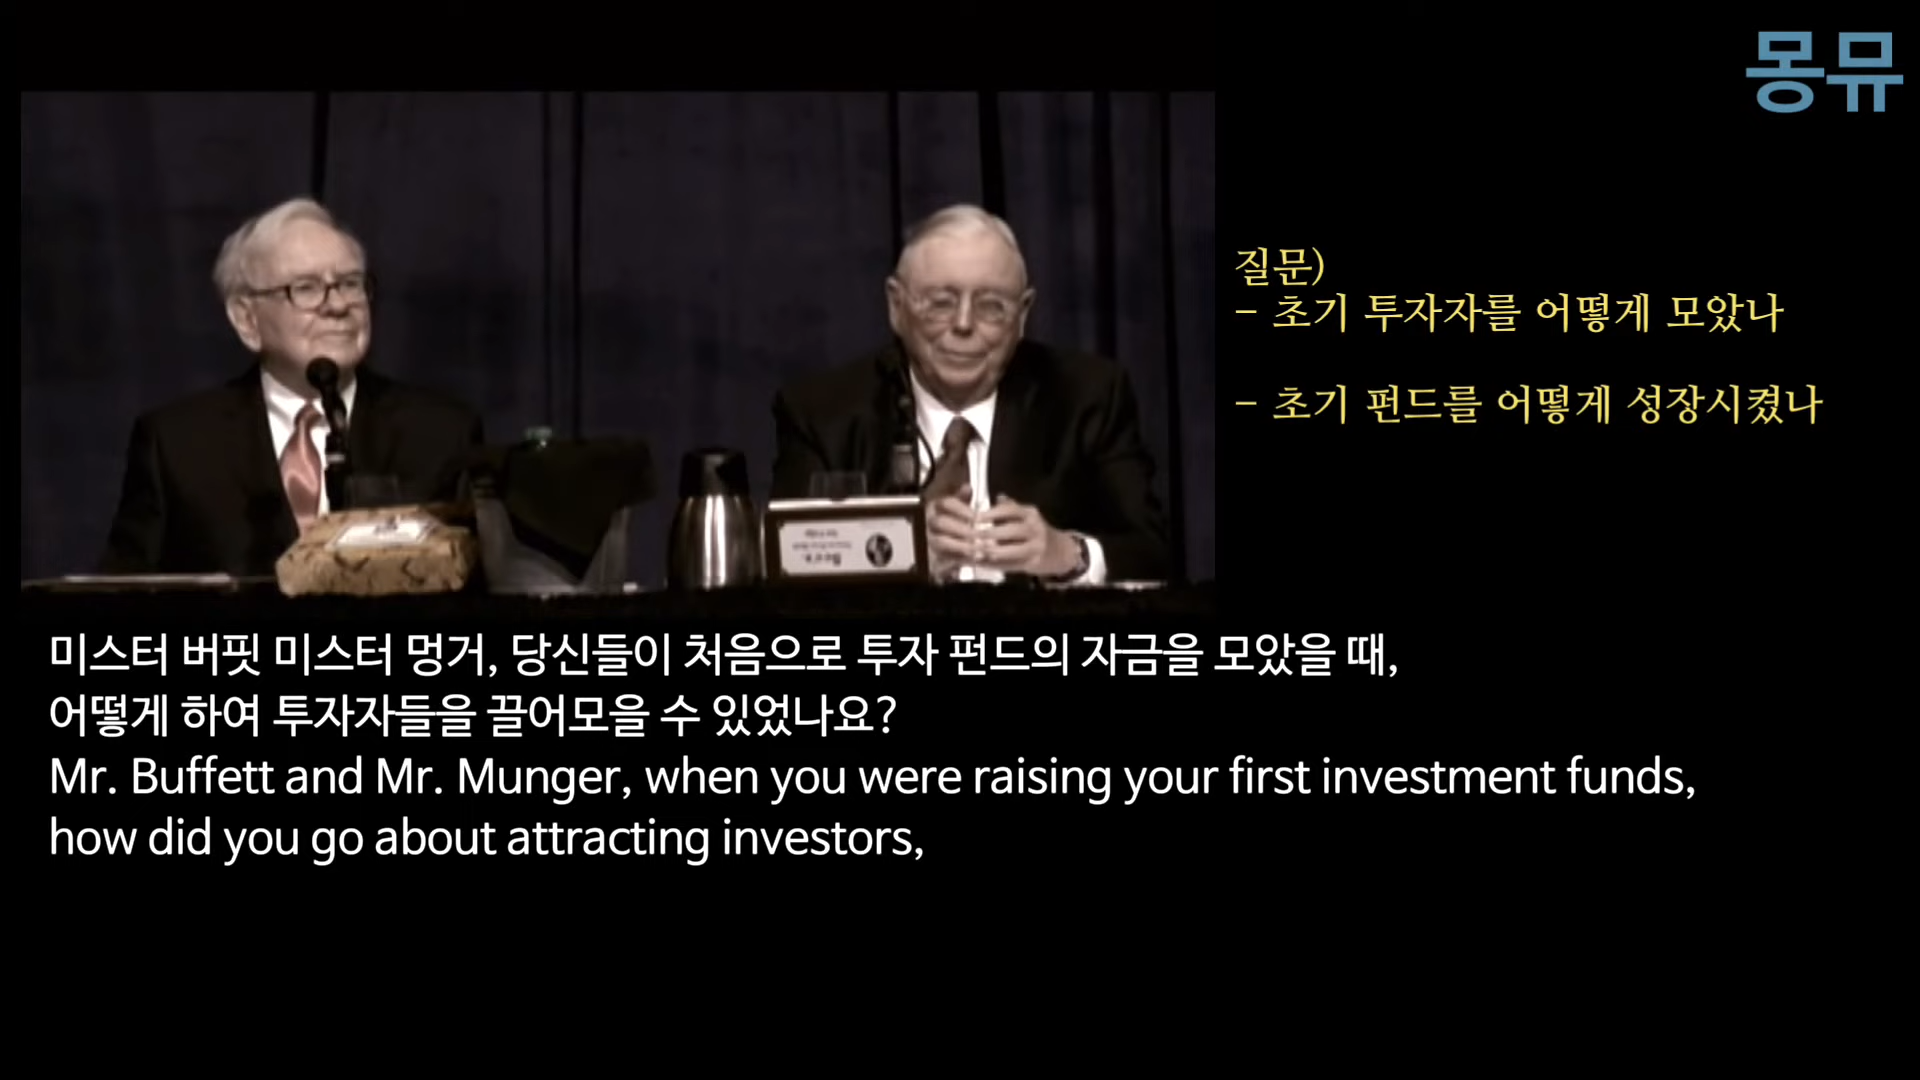 몽뮤
질문)
- 초기 투자자를 어떻게 모았나
- 초기 펀드를 어떻게 성장시켰나
미스터 버핏 미스터 멍거, 당신들이 처음으로 투자 펀드의 자금을 모았을 때,
어떻게 하여 투자자들을 끌어모을 수 있었나요?
Mr. Buffett and Mr. Munger, when you were raising your first investment funds,
how did you go about attracting investors,